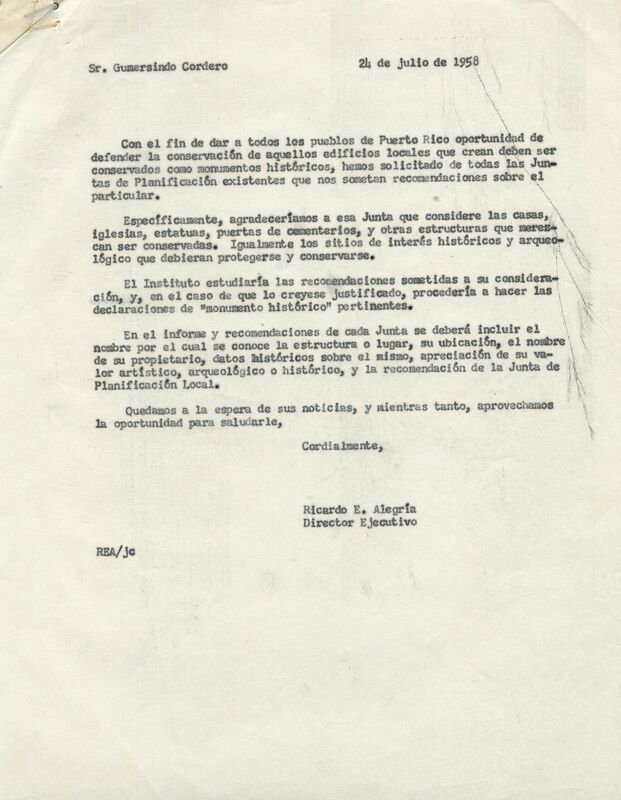 Sr. Gumersindo Cordero 24 de julio de 1958
Con el fin de dar a todos los pueblos de Puerto Rico oportunidad de
defender la conservación de aquellos edificios locales que crean deben ser
conservados como monumentos históricos, hemos solicitado de todas las Jun-
tas de Planificación existentes que nos sometan recomendaciones sobre el
particular.
Específicamente, agradeceríamos a esa Junta que considere las casas,
iglesias, estatuas, puertas de cementerios, y otras estructuras que merez-
can ser conservadas. Igualmente los sitios de interés históricos y arqueo-
lógico que debieran protegerse y conservarse.
El Instituto estudiaría las recomendaciones sometidas a su considera-
ción, y, en el caso de que lo creyese justificado, procedería a hacer las
declaraciones de "monumento histórico" pertinentes.
En el informe y recomendaciones de cada Junta se deberá incluir el
nombre por el cual se conoce la estructura o lugar, su ubicación, el nombre
de su propietario, datos históricos sobre el mismo, apreciación de su va-
lor artístico, arqueológico o histórico, y la recomendación de la Junta de
Planificación Local.
Quedamos a la espera de sus noticias, y mientras tanto, aprovechamos
la oportunidad para saludarle,
Cordialmente,
Ricardo E. Alegría
Director Ejecutivo
REA/jc